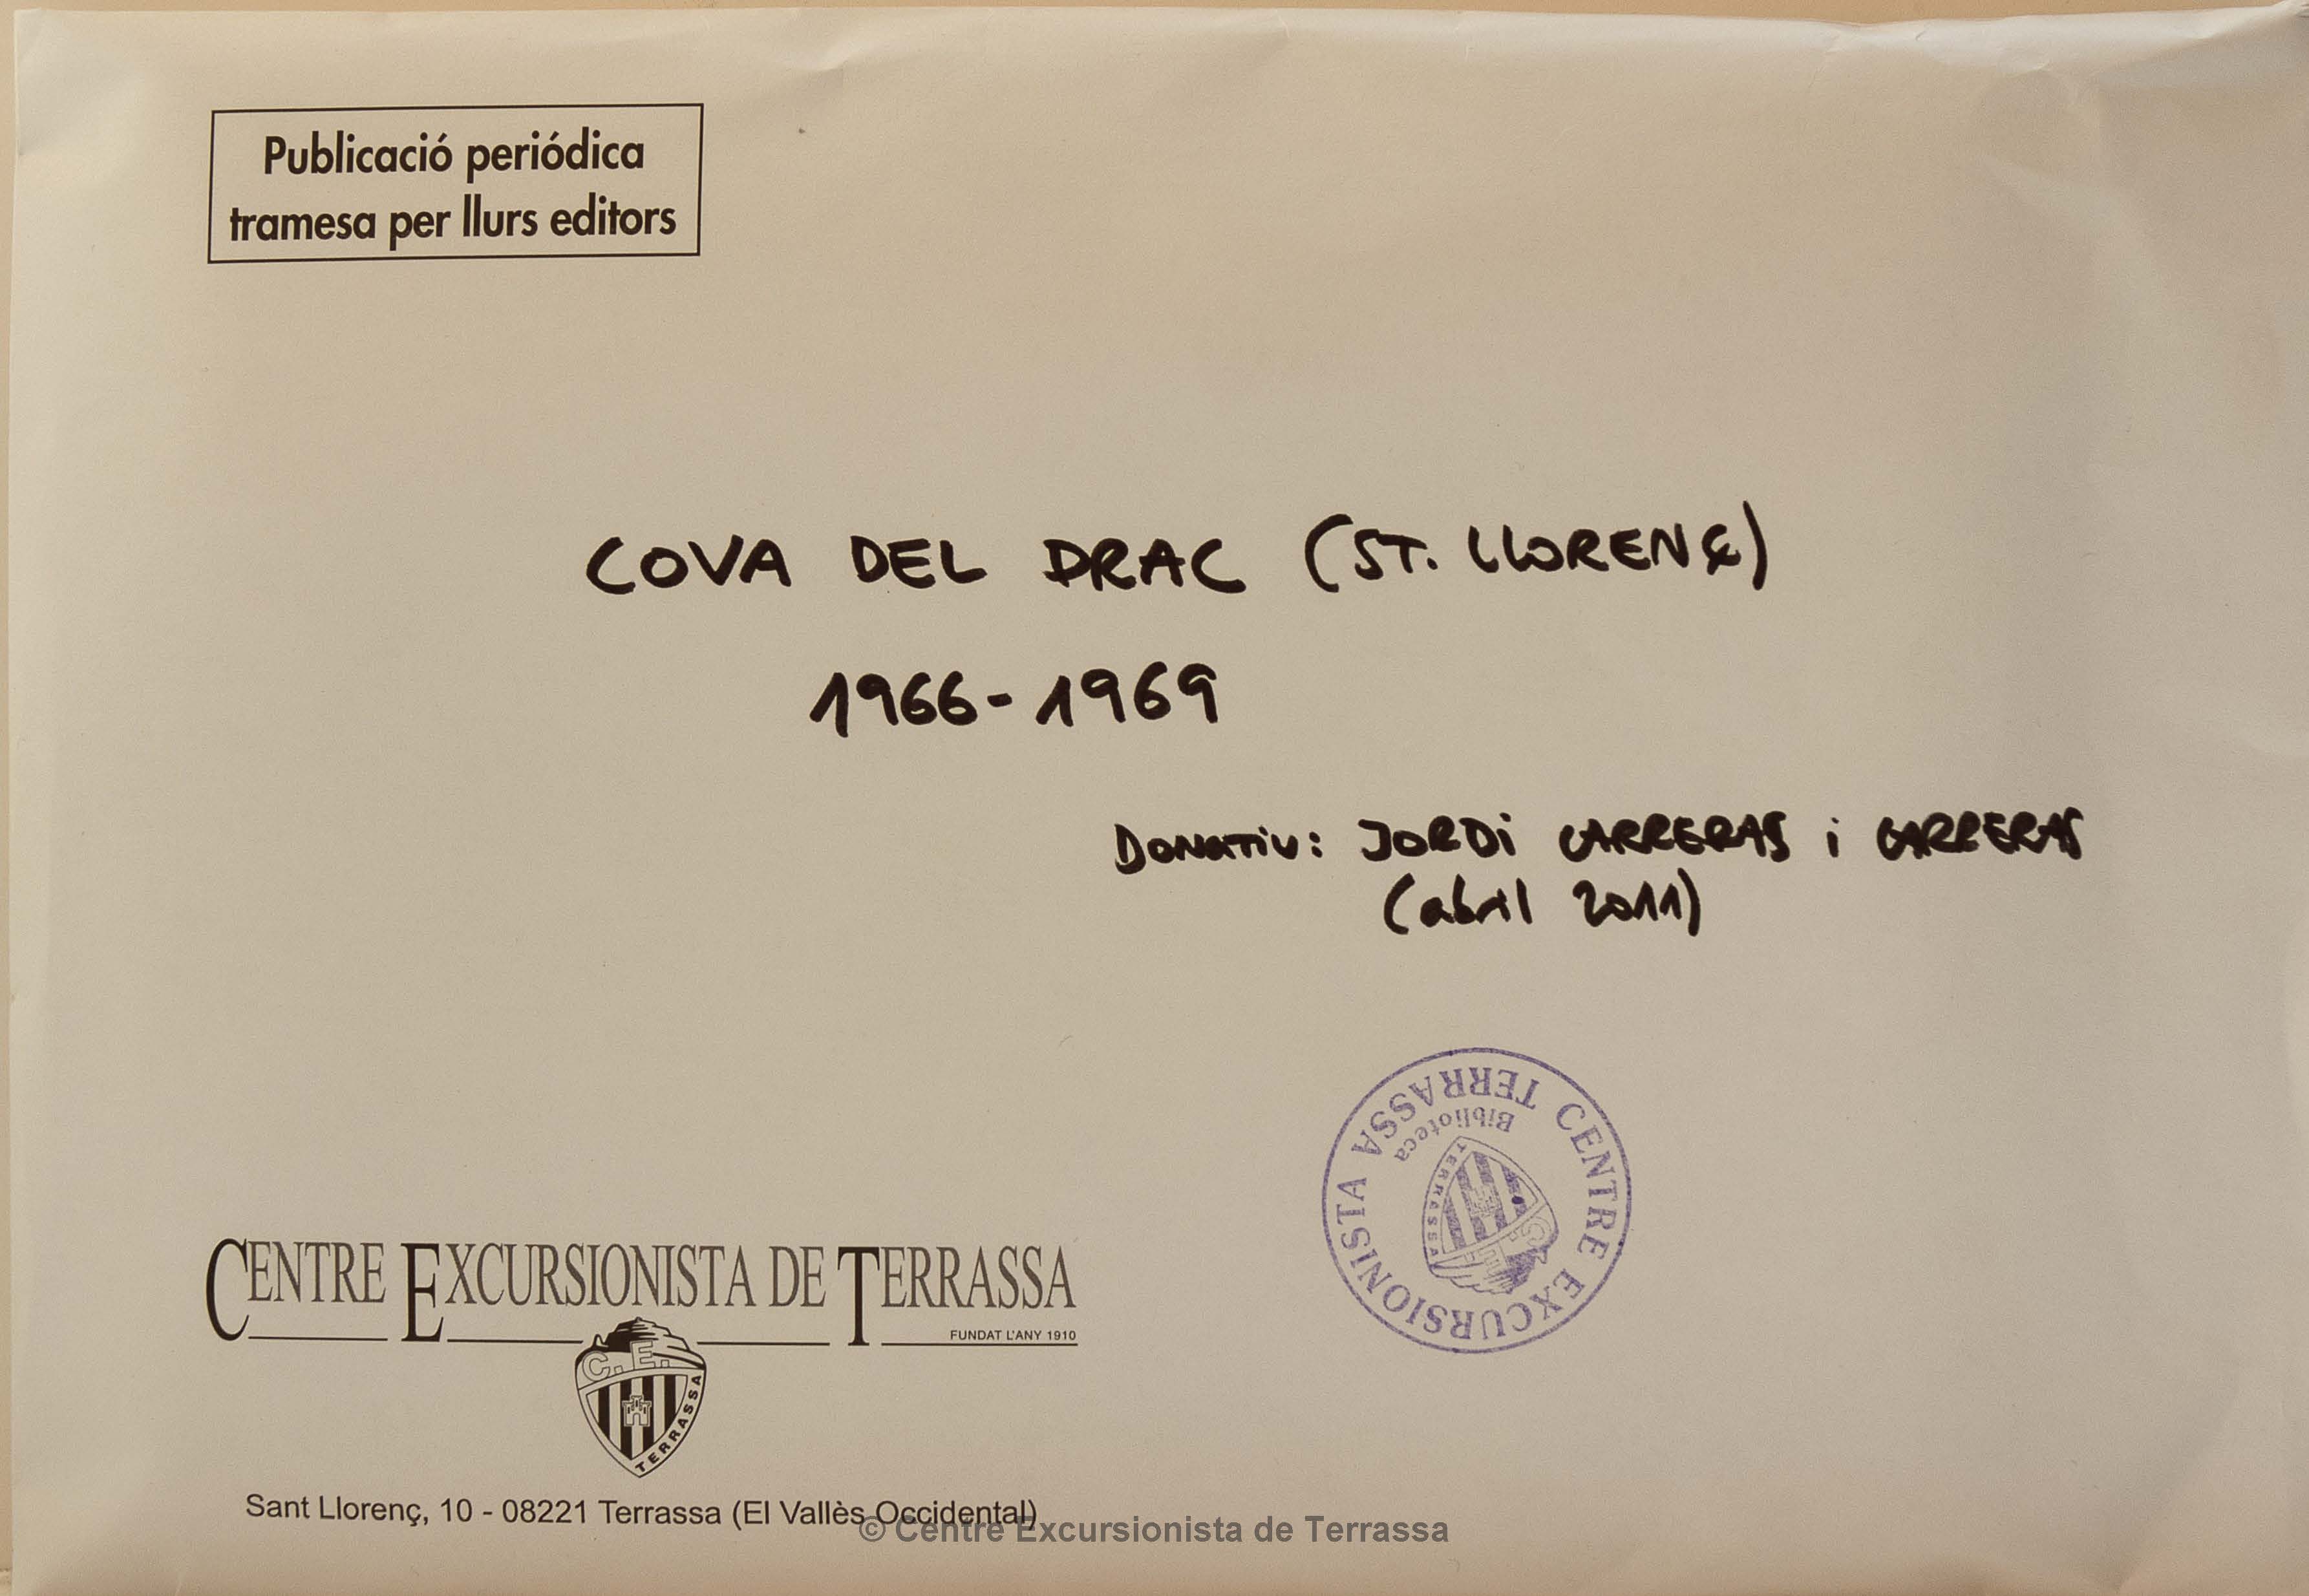 Publicació periódica
tramesa per llurs editors
COVA DEL DRAC (ST. LLORENÇ)
1966-1969
DONATIU: JORDI CARRERAS i CARRERAS
(abril 2011)
CENTRE EXCURSIONISTA TERRASSA
Biblioteca
C.E.
TERRASSA
CENTRE EXCURSIONISTA DE TERRASSA
FUNDAT L'ANY 1910
C.E.
TERRASSA
Sant Llorenç, 10 - 08221 Terrassa (El Vallès Occidental)
© Centre Excursionista de Terrassa